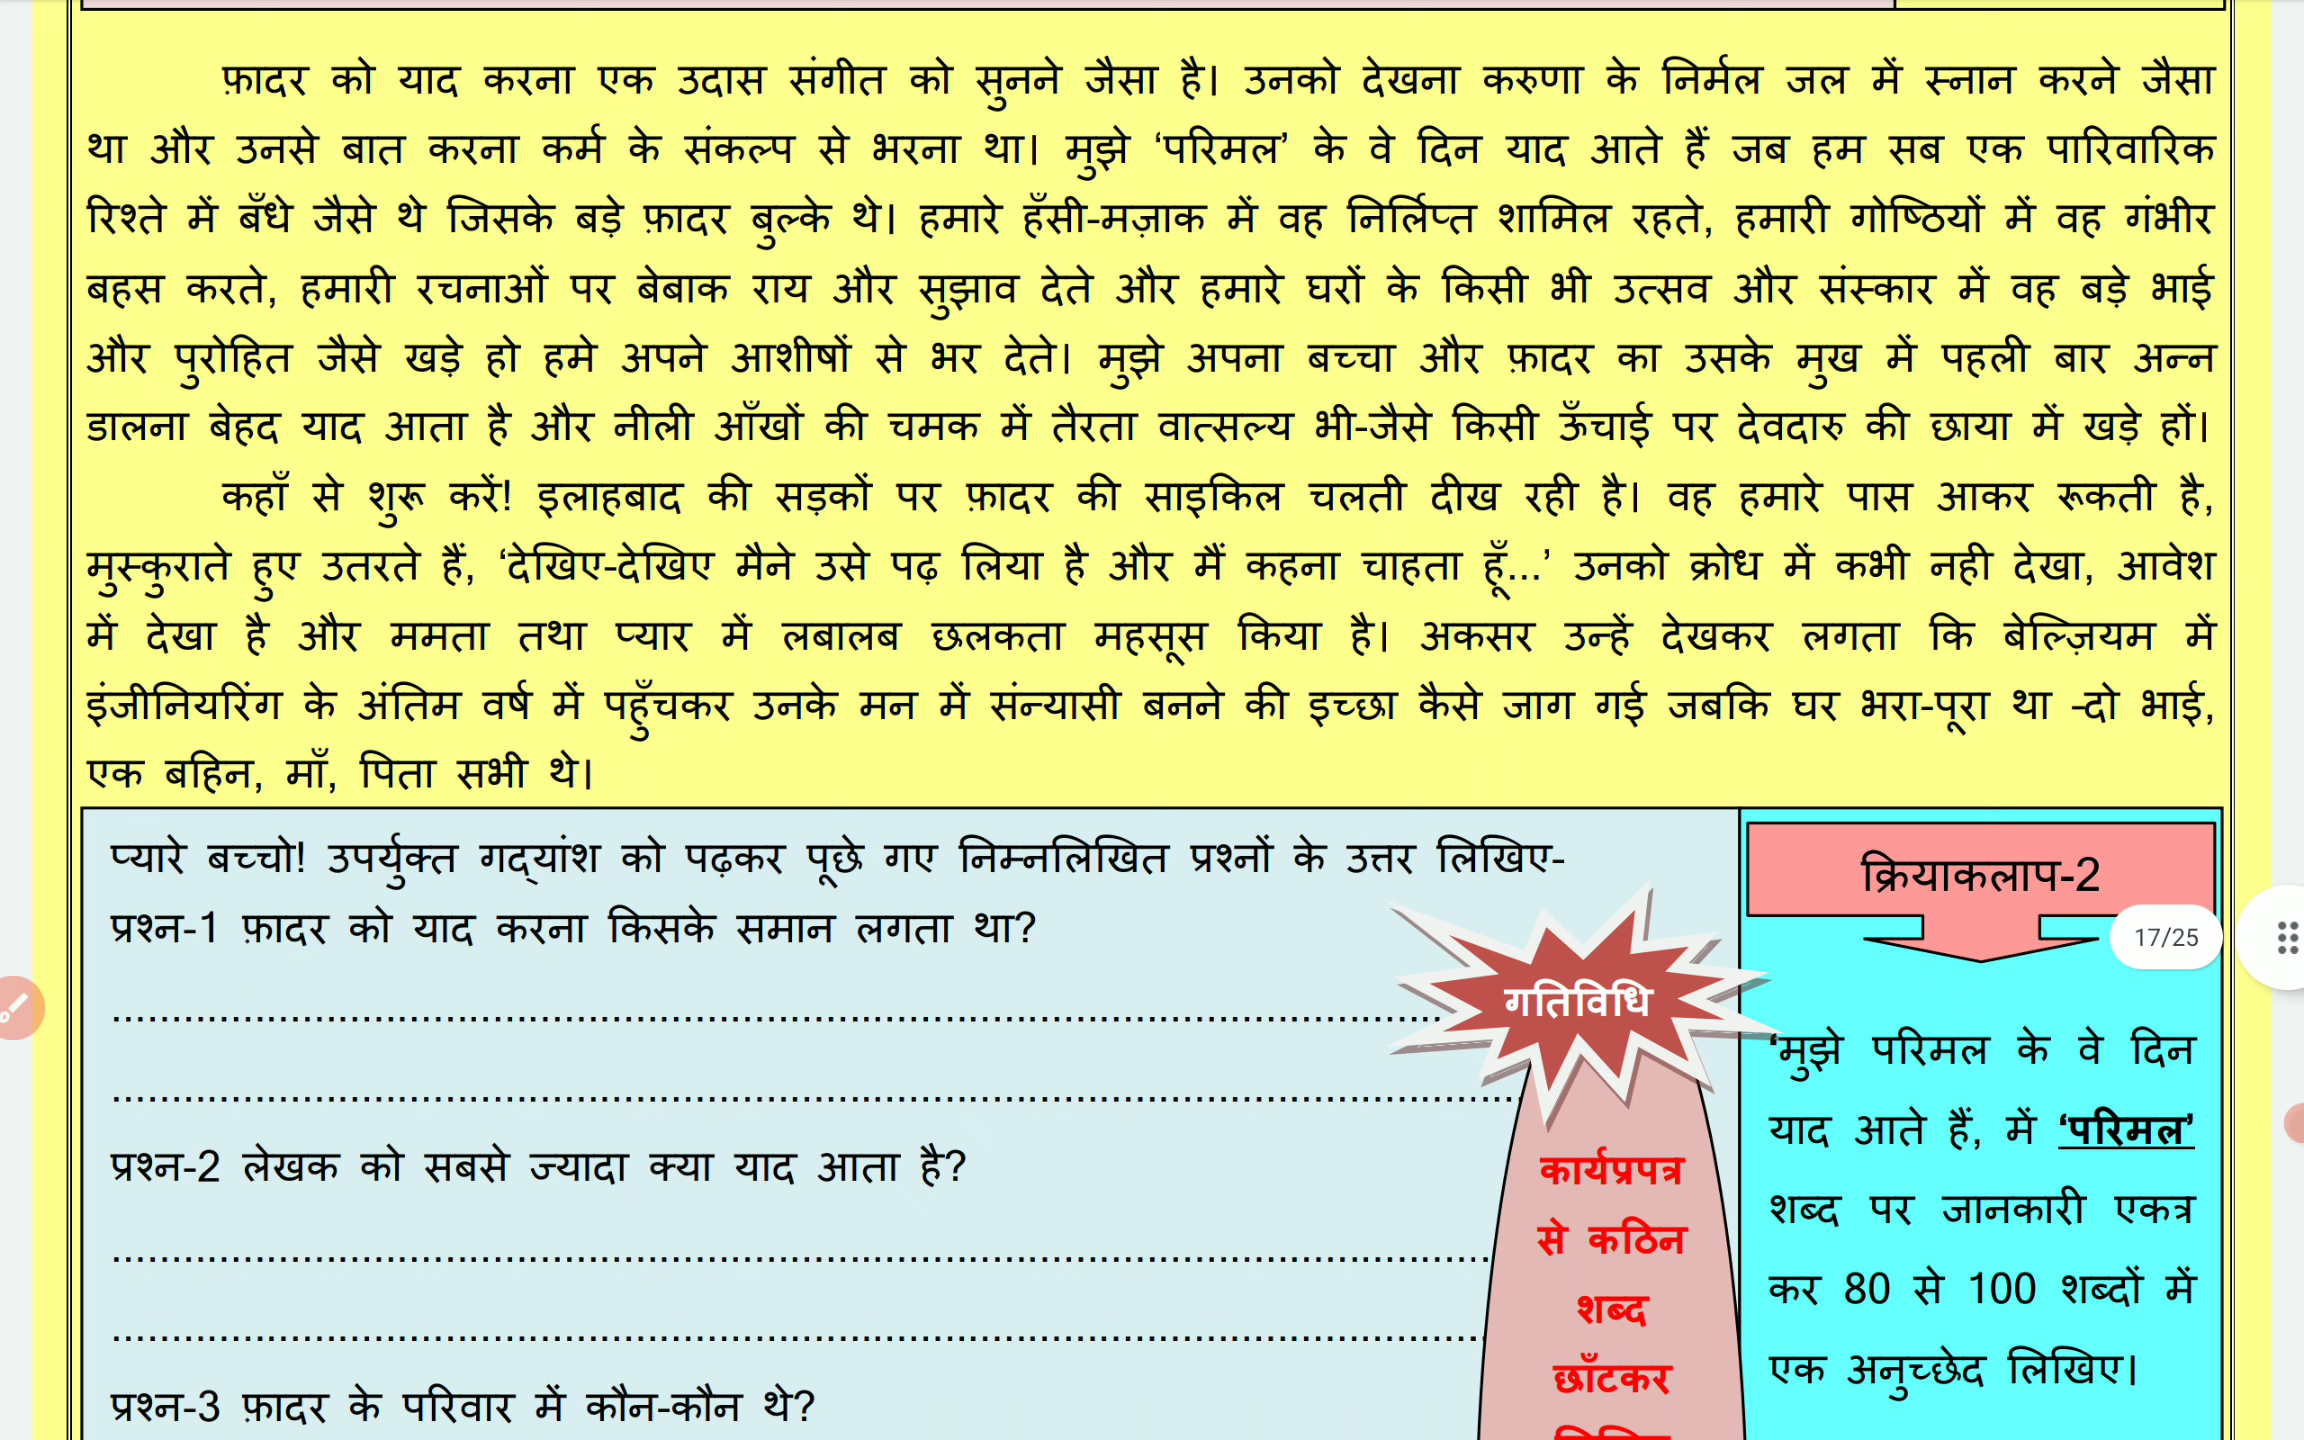 फ़ादर को याद करना एक उदास संगीत को सुनने जैसा है। उनको देखना करुणा के निर्मल जल में स्नान करने जैसा
था और उनसे बात करना कर्म के संकल्प से भरना था। मुझे ‘परिमल’ के वे दिन याद आते हैं जब हम सब एक पारिवारिक
रिश्ते में बँधे जैसे थे जिसके बड़े फ़ादर बुल्के थे। हमारे हँसी-मज़ाक में वह निर्लिप्त शामिल रहते, हमारी गोष्ठियों में वह गंभीर
बहस करते, हमारी रचनाओं पर बेबाक राय और सुझाव देते और हमारे घरों के किसी भी उत्सव और संस्कार में वह बड़े भाई
और पुरोहित जैसे खड़े हो हमे अपने आशीषों से भर देते। मुझे अपना बच्चा और फ़ादर का उसके मुख में पहली बार अन्न
डालना बेहद याद आता है और नीली आँखों की चमक में तैरता वात्सल्य भी-जैसे किसी ऊँचाई पर देवदारु की छाया में खड़े हों।
कहाँ से शुरू करें! इलाहबाद की सड़कों पर फ़ादर की साइकिल चलती दीख रही है। वह हमारे पास आकर रूकती है,
मुस्कुराते हुए उतरते हैं, ‘देखिए-देखिए मैने उसे पढ़ लिया है और मैं कहना चाहता हूँ...’ उनको क्रोध में कभी नही देखा, आवेश
में देखा है और ममता तथा प्यार में लबालब छलकता महसूस किया है। अकसर उन्हें देखकर लगता कि बेल्ज़ियम में
इंजीनियरिंग के अंतिम वर्ष में पहुँचकर उनके मन में संन्यासी बनने की इच्छा कैसे जाग गई जबकि घर भरा-पूरा था –दो भाई,
एक बहिन, माँ, पिता सभी थे।
प्यारे बच्चो! उपर्युक्त गद्‌यांश को पढ़कर पूछे गए निम्नलिखित प्रश्नों के उत्तर लिखिए-
प्रश्न-1 फ़ादर को याद करना किसके समान लगता था?
प्रश्न-2 लेखक को सबसे ज्यादा क्या याद आता है?
प्रश्न-3 फ़ादर के परिवार में कौन-कौन थे?
गतिविधि
कार्यप्रपत्र
से कठिन
शब्द
छाँटकर
क्रियाकलाप-2
17/25
‘मुझे परिमल के वे दिन
याद आते हैं, में ‘परिमल’
शब्द पर जानकारी एकत्र
कर 80 से 100 शब्दों में
एक अनुच्छेद लिखिए।